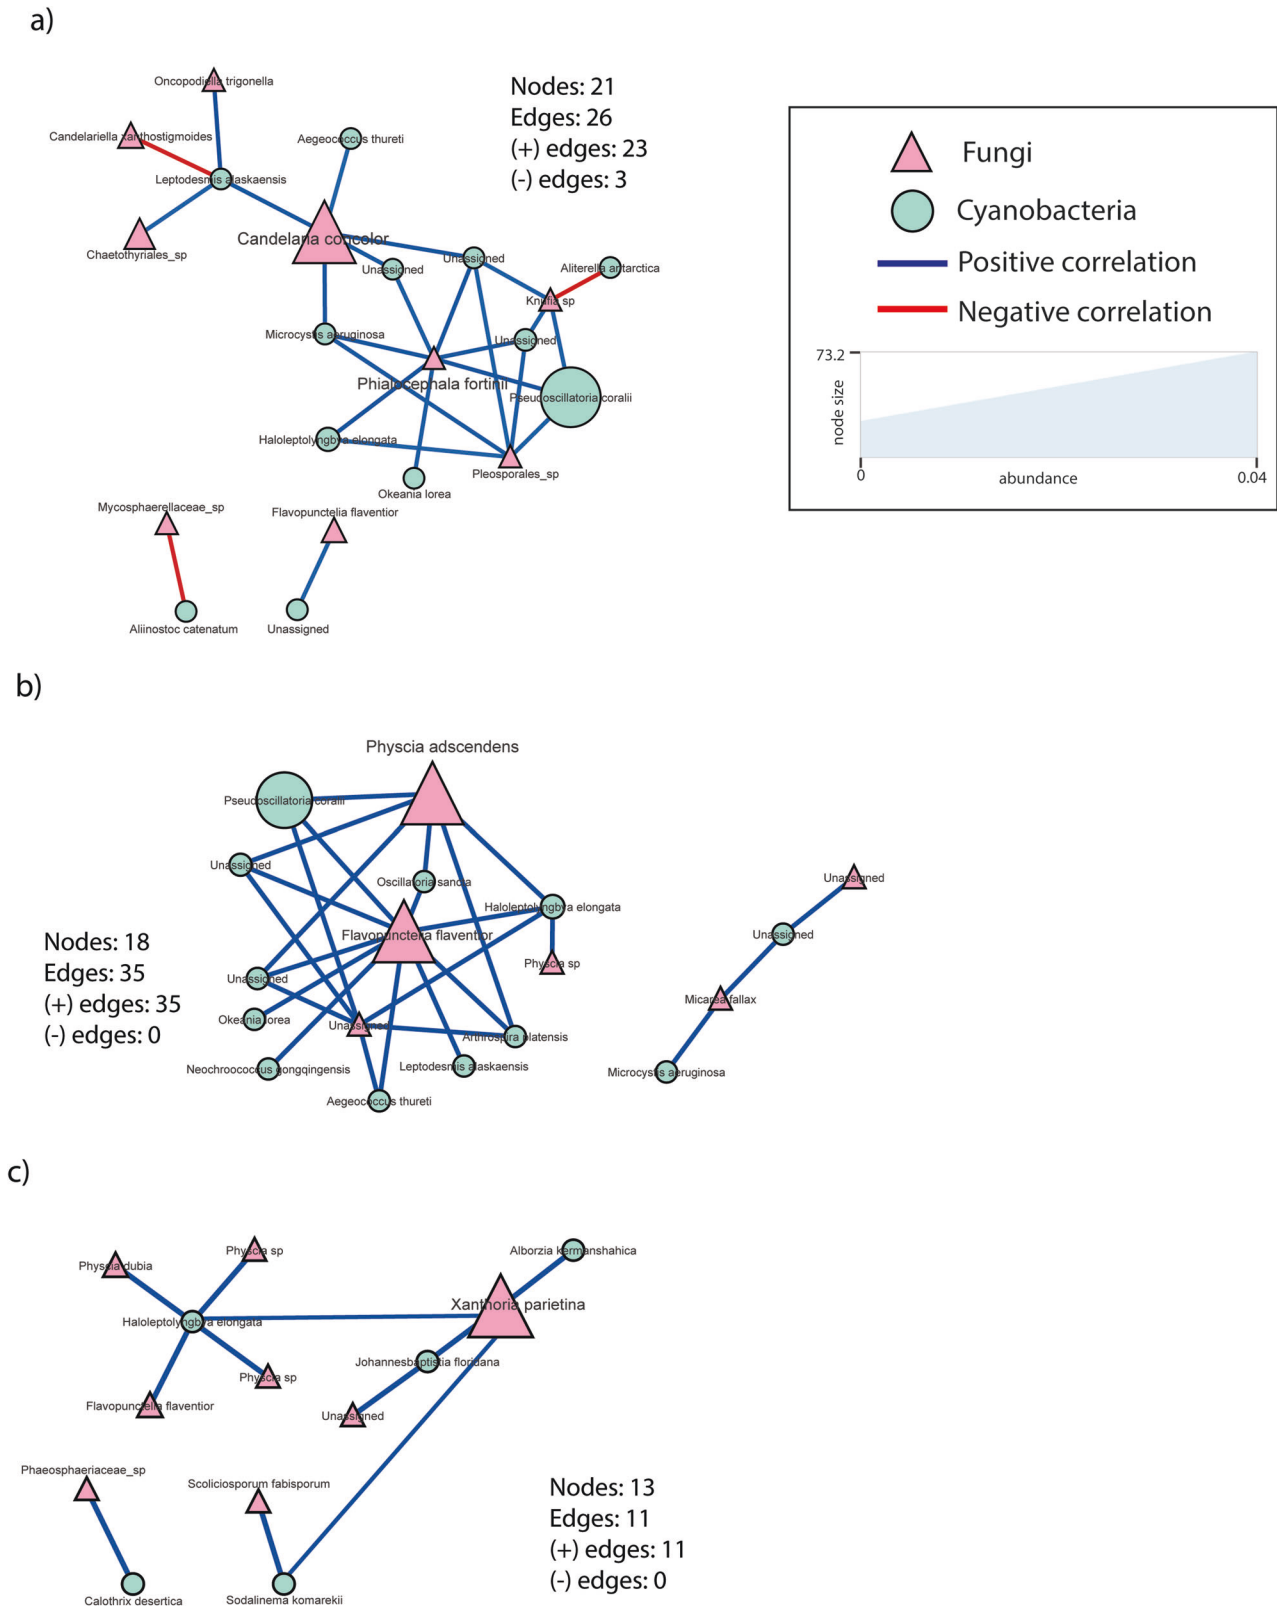 a)
Oncopodiella trigonella
Candelariella xanthostigmoides
Aegeococcus thureti
Leptodesmis alaskaensis
Chaetothyriales_sp
Candelaria concolor
Unassigned
Unassigned
Aliterella antarctica
Knufia sp
Microcystis aeruginosa
Unassigned
Phialocephala fortinii
Pseudoscillatoria coralii
Haloleptolyngbya elongata
Pleosporales_sp
Okeania lorea
Mycosphaerellaceae_sp
Flavopunctelia flaventior
Aliinostoc catenatum
Unassigned
Nodes: 21
Edges: 26
(+) edges: 23
(-) edges: 3
Fungi
Cyanobacteria
Positive correlation
Negative correlation
73.2
node size
0
abundance
0.04
b)
Physcia adscendens
Pseudoscillatoria coralii
Unassigned
Oscillatoria sancta
Haloleptolyngbya elongata
Flavopunctelia flaventior
Physcia sp
Unassigned
Okeania lorea
Unassigned
Arthrospira platensis
Neochroococcus gongqingensis
Leptodesmis alaskaensis
Aegeococcus thureti
Nodes: 18
Edges: 35
(+) edges: 35
(-) edges: 0
Unassigned
Unassigned
Micarea fallax
Microcystis aeruginosa
c)
Physcia sp
Physcia dubia
Alborzia kermanshahica
Xanthoria parietina
Haloleptolyngbya elongata
Johannesbaptistia floridana
Physcia sp
Flavopunctelia flaventior
Unassigned
Phaeosphaeriaceae_sp
Scoliciosporum fabisporum
Calothrix desertica
Sodalinema komarekii
Nodes: 13
Edges: 11
(+) edges: 11
(-) edges: 0